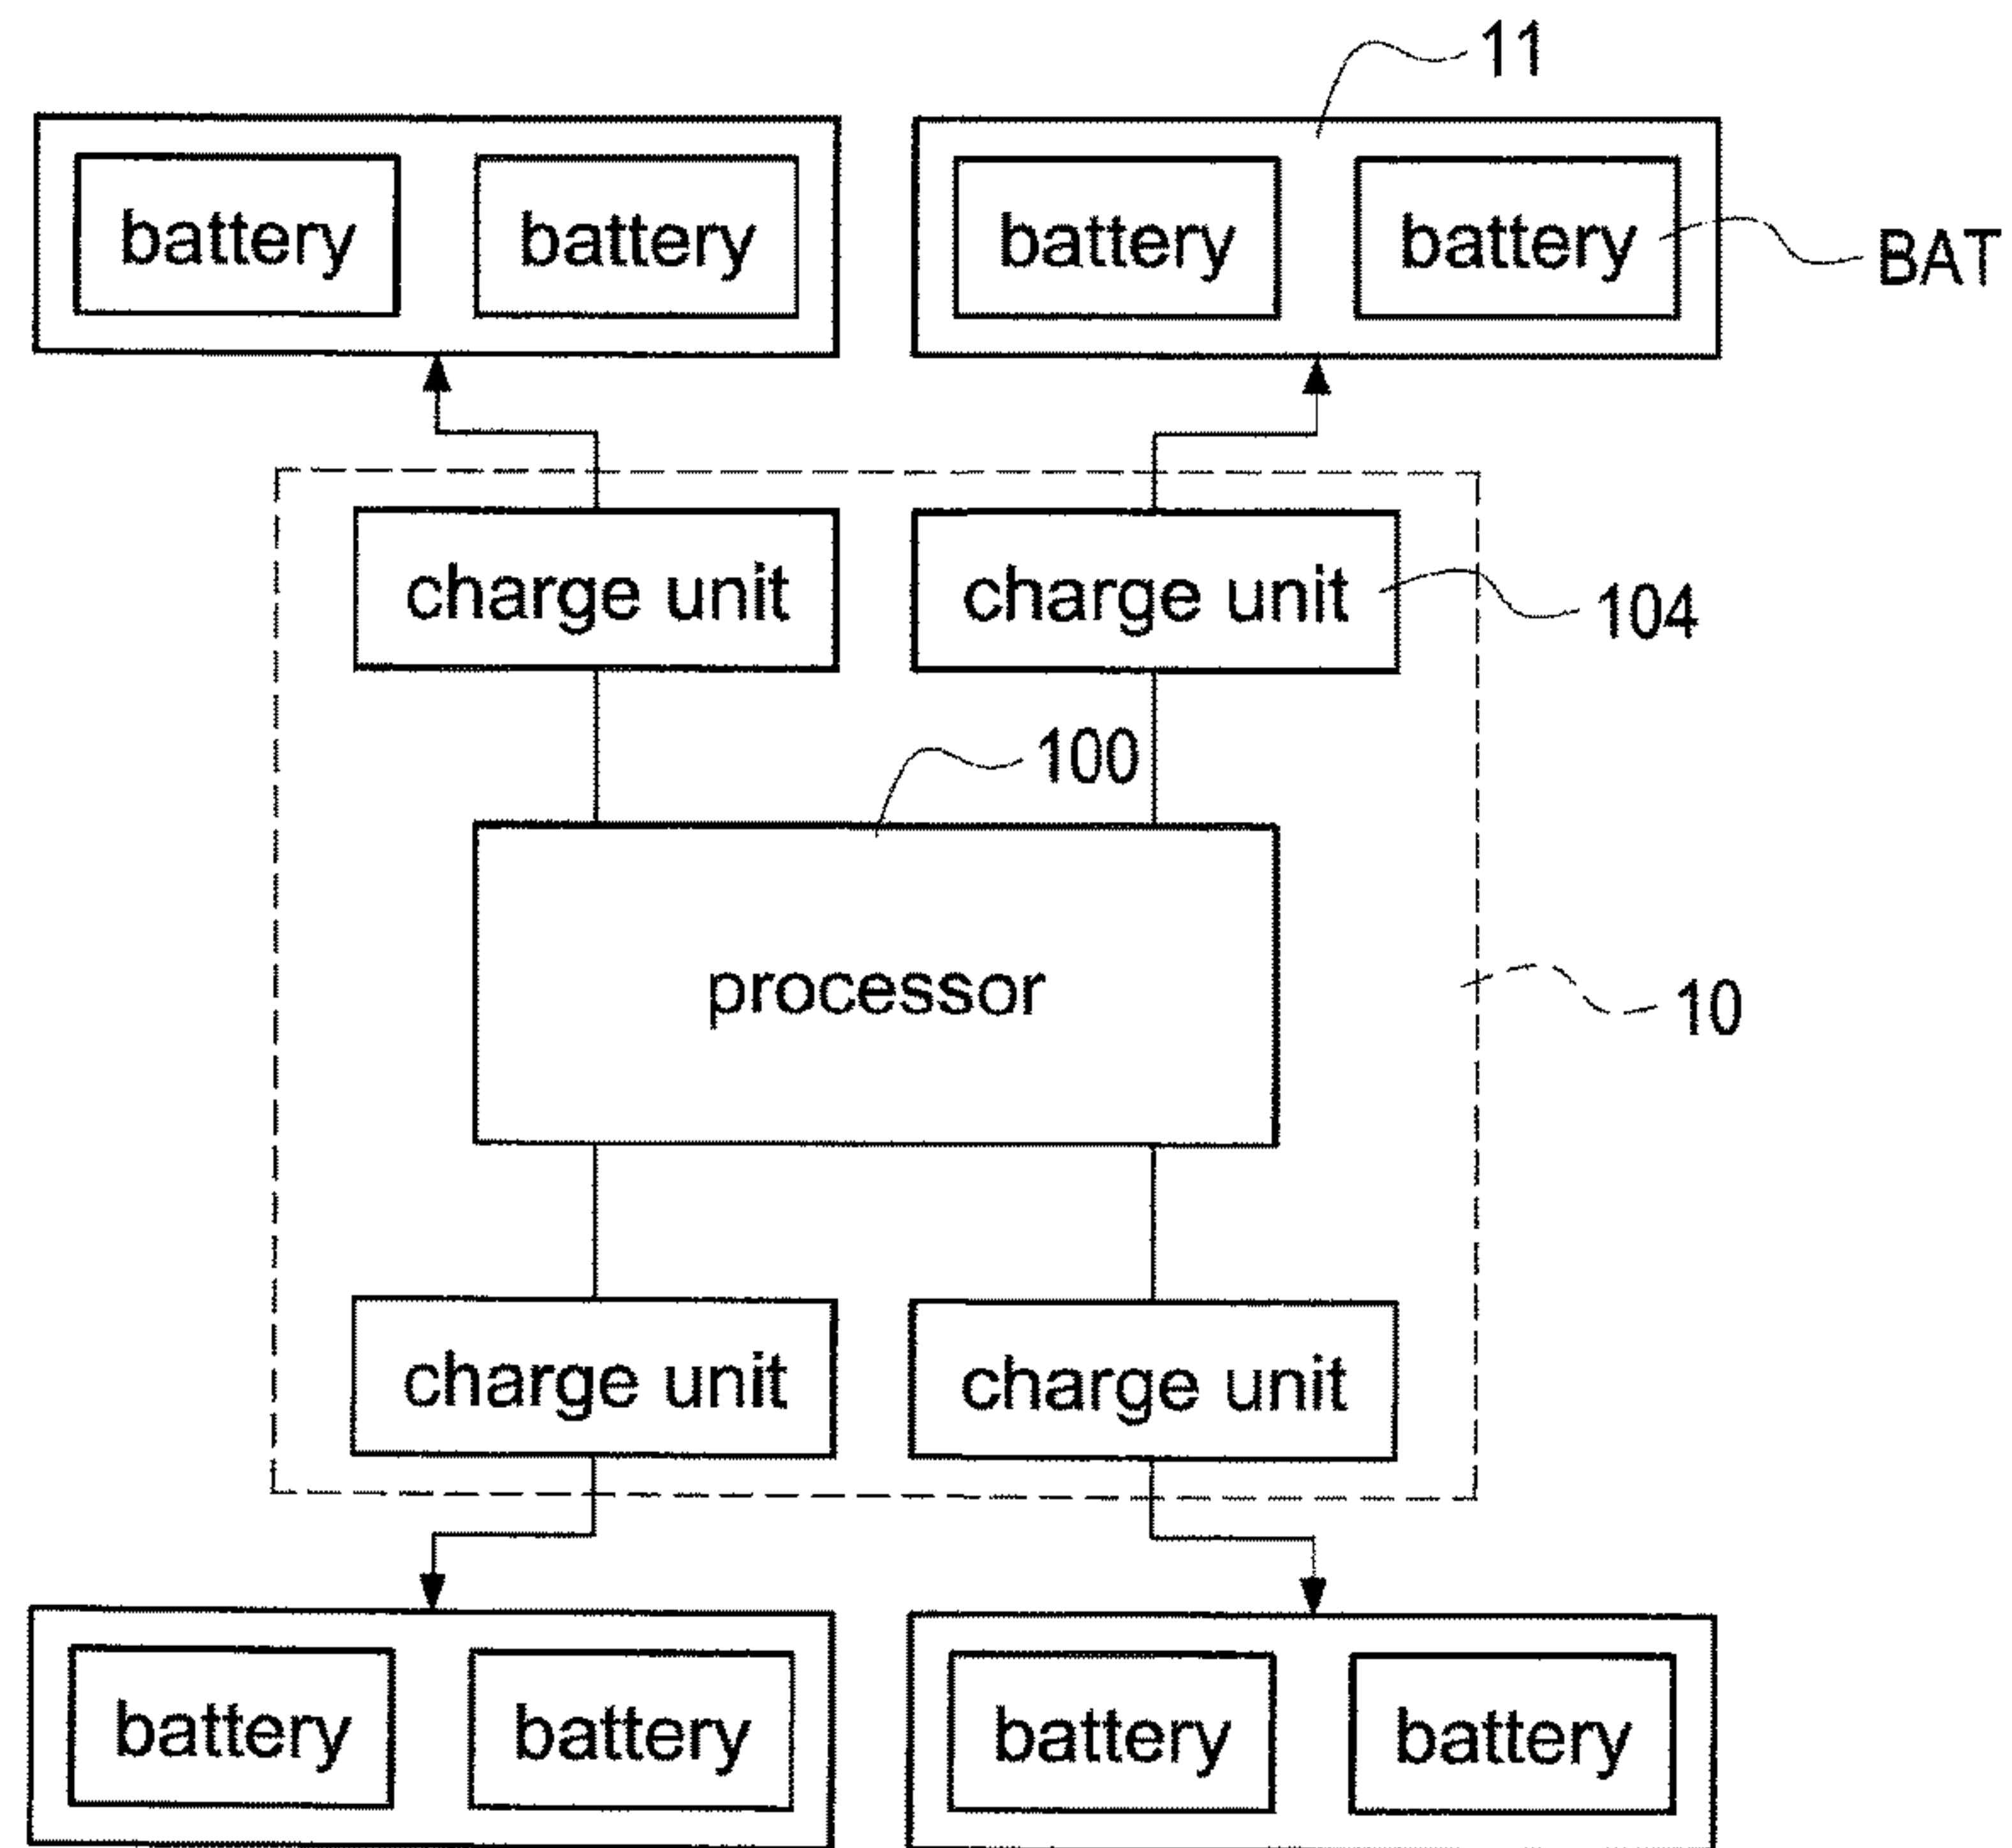 11
battery battery battery battery
BAT
charge unit charge unit
104
100
processor
10
charge unit charge unit
battery battery battery battery